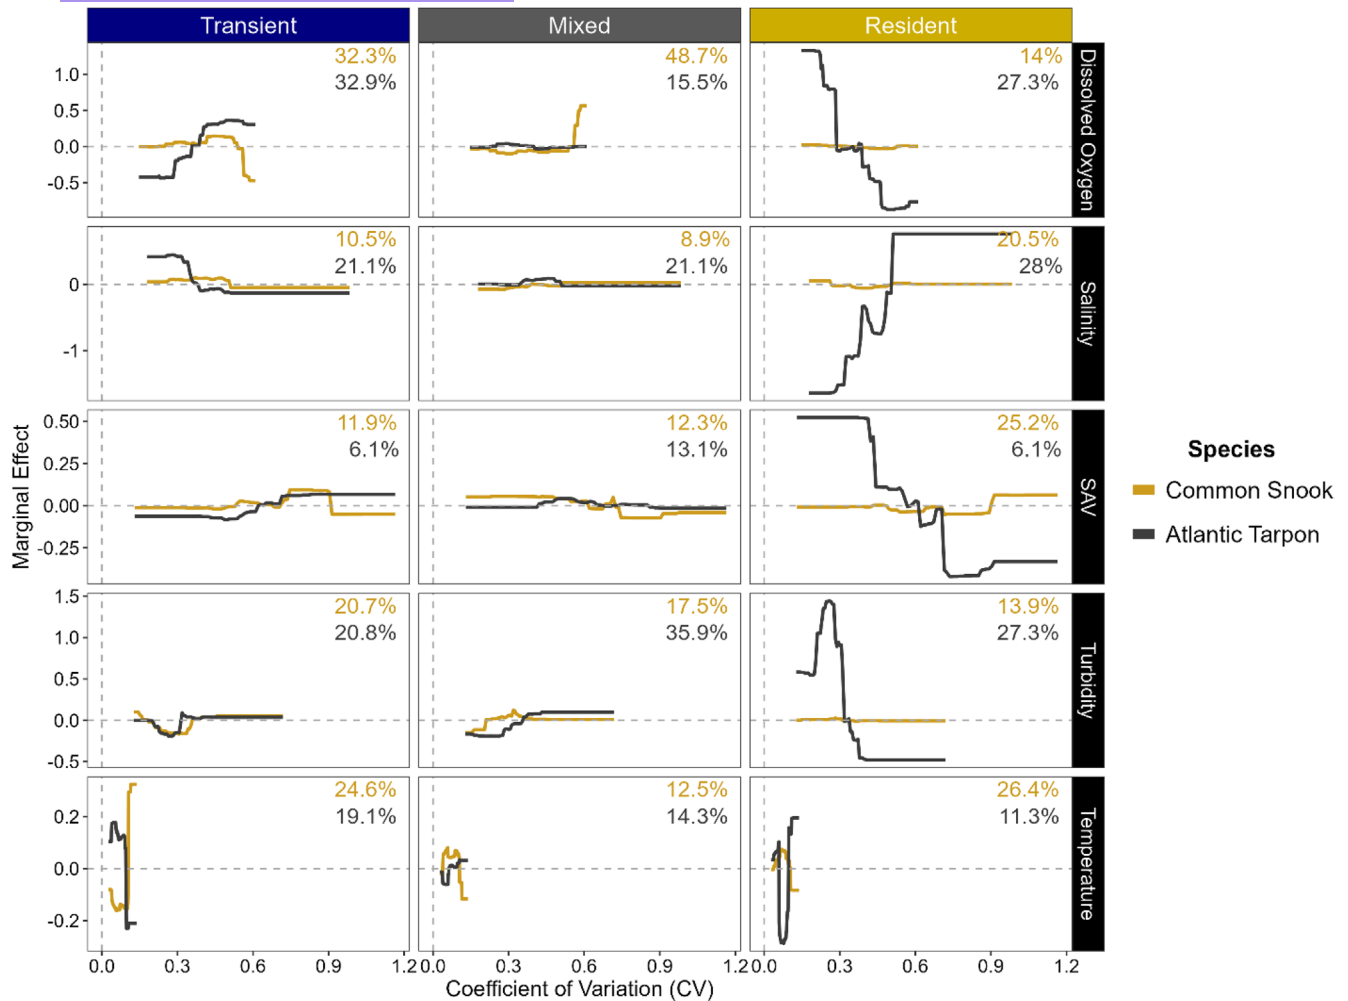 Transient Mixed Resident
32.3% 48.7% 14%
32.9% 15.5% 27.3%
1.0
0.5
0.0
-0.5
Dissolved Oxygen
10.5% 8.9% 20.5%
21.1% 21.1% 28%
0
-1
Salinity
11.9% 12.3% 25.2%
6.1% 13.1% 6.1%
0.50
0.25
0.00
-0.25
SAV
20.7% 17.5% 13.9%
20.8% 35.9% 27.3%
1.5
1.0
0.5
0.0
-0.5
Turbidity
24.6% 12.5% 26.4%
19.1% 14.3% 11.3%
0.2
0.0
-0.2
Temperature
0.0 0.3 0.6 0.9 1.2 0.0 0.3 0.6 0.9 1.2 0.0 0.3 0.6 0.9 1.2
Coefficient of Variation (CV)
Marginal Effect
Species
Common Snook
Atlantic Tarpon